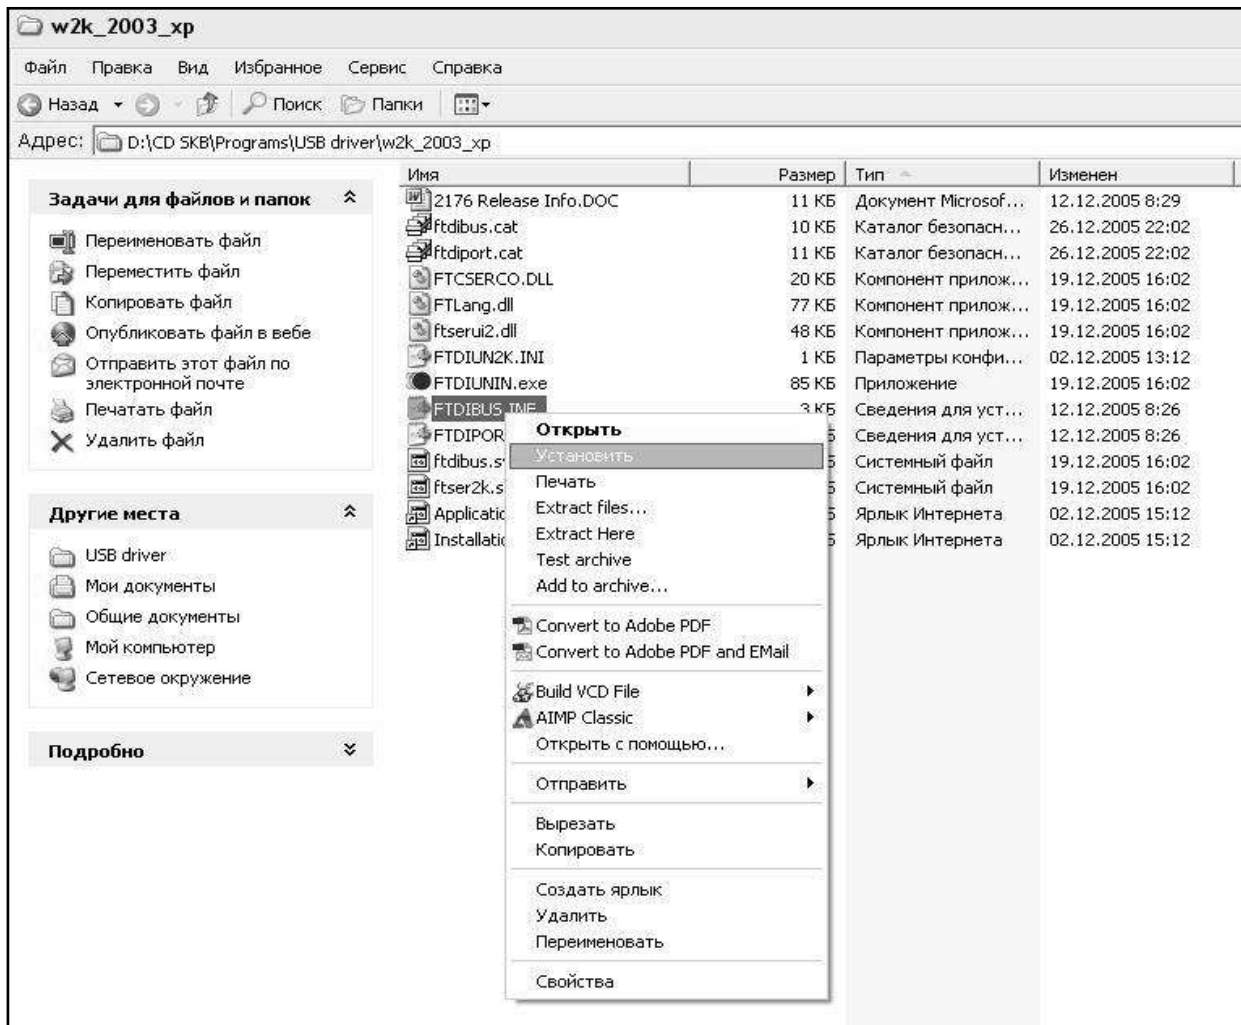 w2k_2003_xp
Файл Правка Вид Избранное Сервис Справка
Назад Поиск Папки
Адрес: D:\CD SKB\Programs\USB driver\w2k_2003_xp
Имя Размер Тип Изменен
Задачи для файлов и папок
Переименовать файл
Переместить файл
Копировать файл
Опубликовать файл в вебе
Отправить этот файл по
электронной почте
Печатать файл
Удалить файл
Другие места
USB driver
Мои документы
Общие документы
Мой компьютер
Сетевое окружение
Подробно
2176 Release Info.DOC 11 КБ Документ Microsof... 12.12.2005 8:29
ftdibus.cat 10 КБ Каталог безопасн... 26.12.2005 22:02
ftdiport.cat 11 КБ Каталог безопасн... 26.12.2005 22:02
FTCSERCO.DLL 20 КБ Компонент прилож... 19.12.2005 16:02
FTLang.dll 77 КБ Компонент прилож... 19.12.2005 16:02
ftserui2.dll 48 КБ Компонент прилож... 19.12.2005 16:02
FTDIUN2K.INI 1 КБ Параметры конфи... 02.12.2005 13:12
FTDIUNIN.exe 85 КБ Приложение 19.12.2005 16:02
FTDIBUS.INF 3 КБ Сведения для уст... 12.12.2005 8:26
FTDIPOR Сведения для уст... 12.12.2005 8:26
ftdibus.s Системный файл 19.12.2005 16:02
ftser2k.s Системный файл 19.12.2005 16:02
Applicatio Ярлык Интернета 02.12.2005 15:12
Installatio Ярлык Интернета 02.12.2005 15:12
Открыть
Установить
Печать
Extract files...
Extract Here
Test archive
Add to archive...
Convert to Adobe PDF
Convert to Adobe PDF and EMail
Build VCD File
AIMP Classic
Открыть с помощью...
Отправить
Вырезать
Копировать
Создать ярлык
Удалить
Переименовать
Свойства